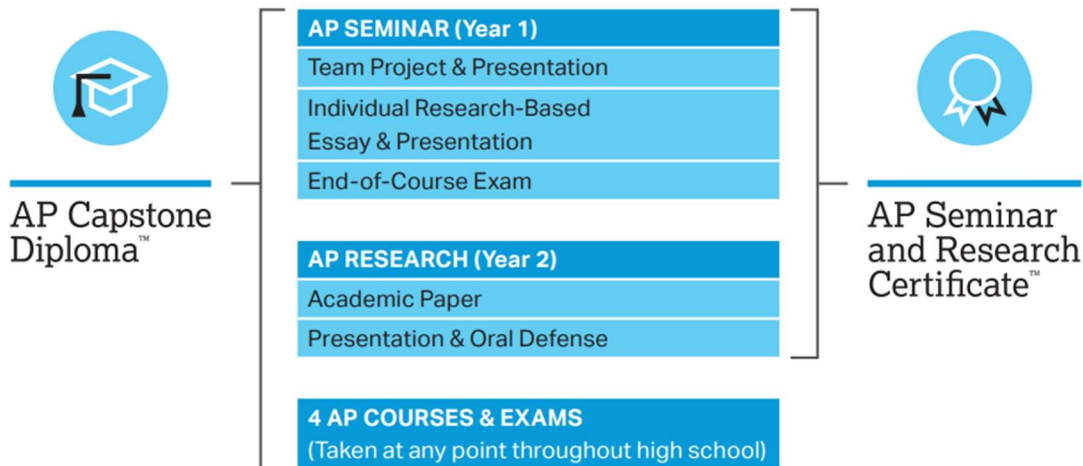 AP Capstone
Diploma™
AP SEMINAR (Year 1)
Team Project & Presentation
Individual Research-Based
Essay & Presentation
End-of-Course Exam
AP RESEARCH (Year 2)
Academic Paper
Presentation & Oral Defense
4 AP COURSES & EXAMS
(Taken at any point throughout high school)
AP Seminar
and Research
Certificate™